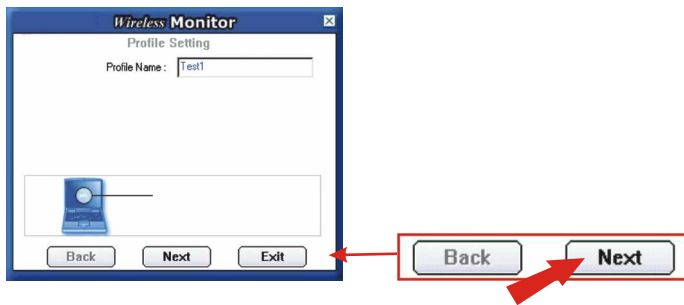 Wireless Monitor
Profile Setting
Profile Name : Test1
Back Next Exit
Back Next